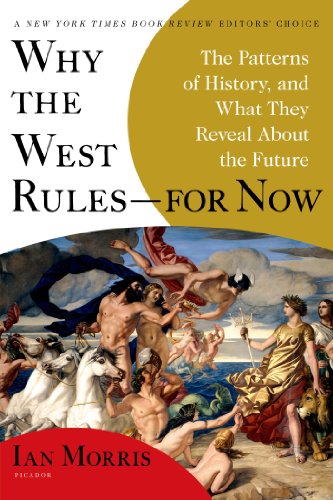 A NEW YORK TIMES BOOK REVIEW EDITORS' CHOICE
WHY
THE
WEST
RULES—FOR NOW
The Patterns
of History, and
What They
Reveal About
the Future
IAN MORRIS
PICADOR